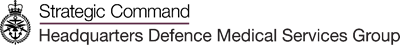 Strategic Command
Headquarters Defence Medical Services Group